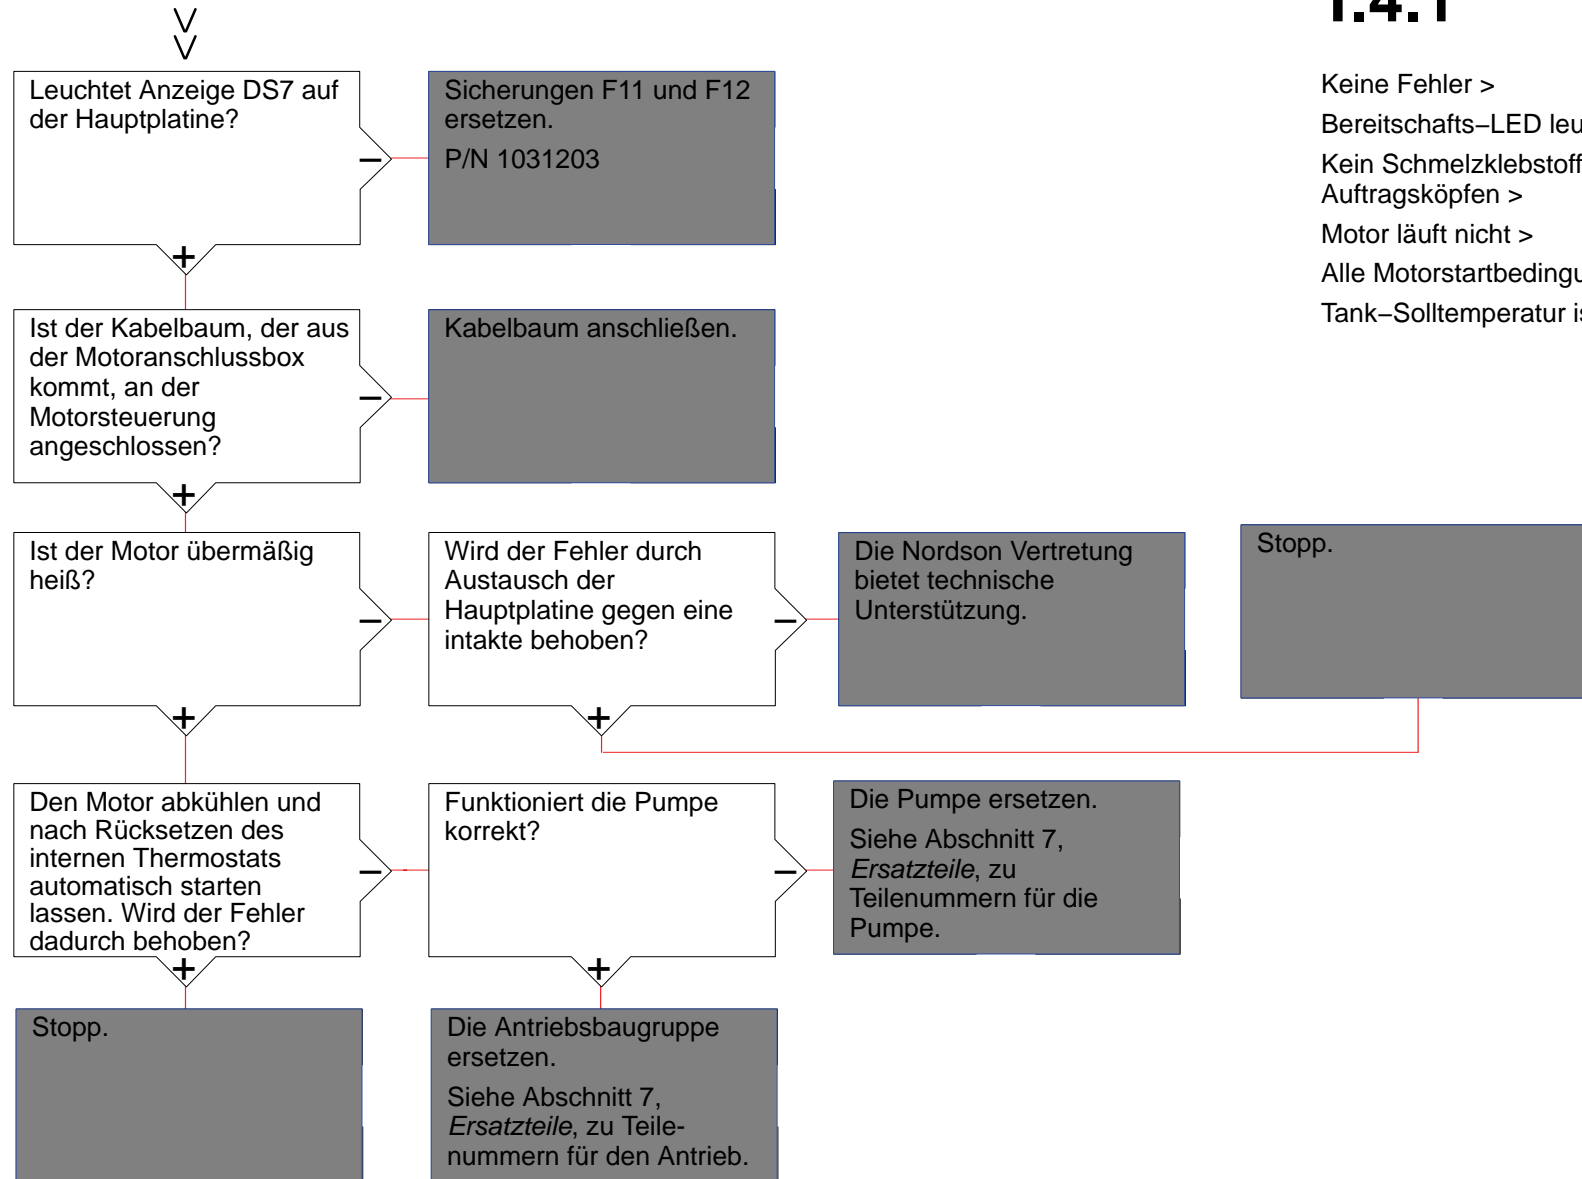 1.4.1
Keine Fehler >
Bereitschafts–LED
Kein Schmelzklebstoff
Auftragsköpfen >
Motor läuft nicht >
Alle
Tank–Solltemperatur
Leuchtet Anzeige DS7 auf
der Hauptplatine?
–
+
Sicherungen F11 und F12
ersetzen.
P/N 1031203
Ist der Kabelbaum, der aus
der Motoranschlussbox
kommt, an der
Motorsteuerung
angeschlossen?
–
+
Kabelbaum anschließen.
Ist der Motor übermäßig
heiß?
–
+
Wird der Fehler durch
Austausch der
Hauptplatine gegen eine
intakte behoben?
–
+
Die Nordson Vertretung
bietet technische
Unterstützung.
Stopp.
Den Motor abkühlen und
nach Rücksetzen des
internen Thermostats
automatisch starten
lassen. Wird der Fehler
dadurch behoben?
–
+
Funktioniert die Pumpe
korrekt?
–
+
Die Pumpe ersetzen.
Siehe Abschnitt 7,
Ersatzteile, zu
Teilenummern für die
Pumpe.
Stopp.
Die Antriebsbaugruppe
ersetzen.
Siehe Abschnitt 7,
Ersatzteile, zu Teile-
nummern für den Antrieb.